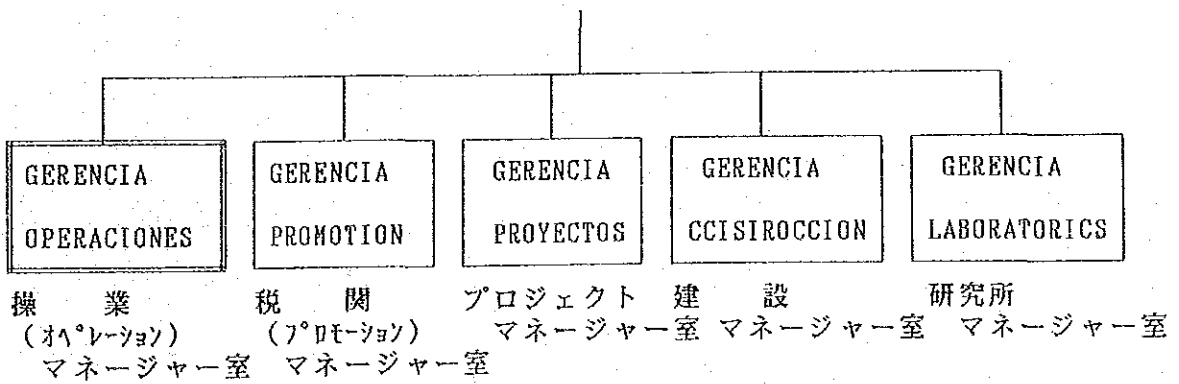 GERENCIA
OPERACIONES
GERENCIA
PROMOTION
GERENCIA
PROYECTOS
GERENCIA
CCISIROCCION
GERENCIA
LABORATORICS
操 業
(オペレーション)
マネージャー室
税 関
(プロモーション)
マネージャー室
プロジェクト
マネージャー室
建 設
マネージャー室
研究所
マネージャー室